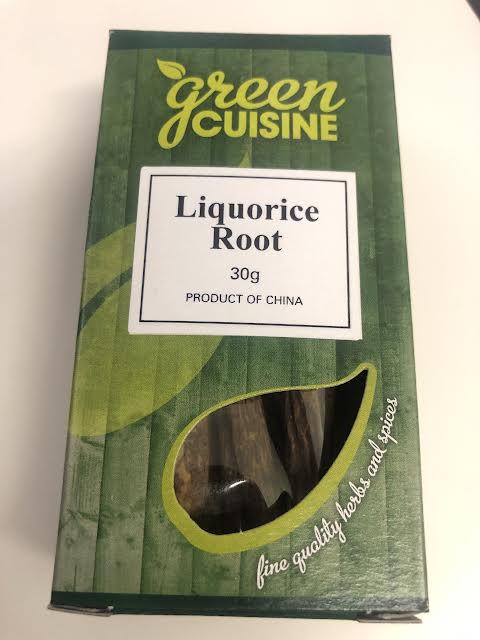 green
CUISINE
Liquorice
Root
30g
PRODUCT OF CHINA
fine quality herbs and spices